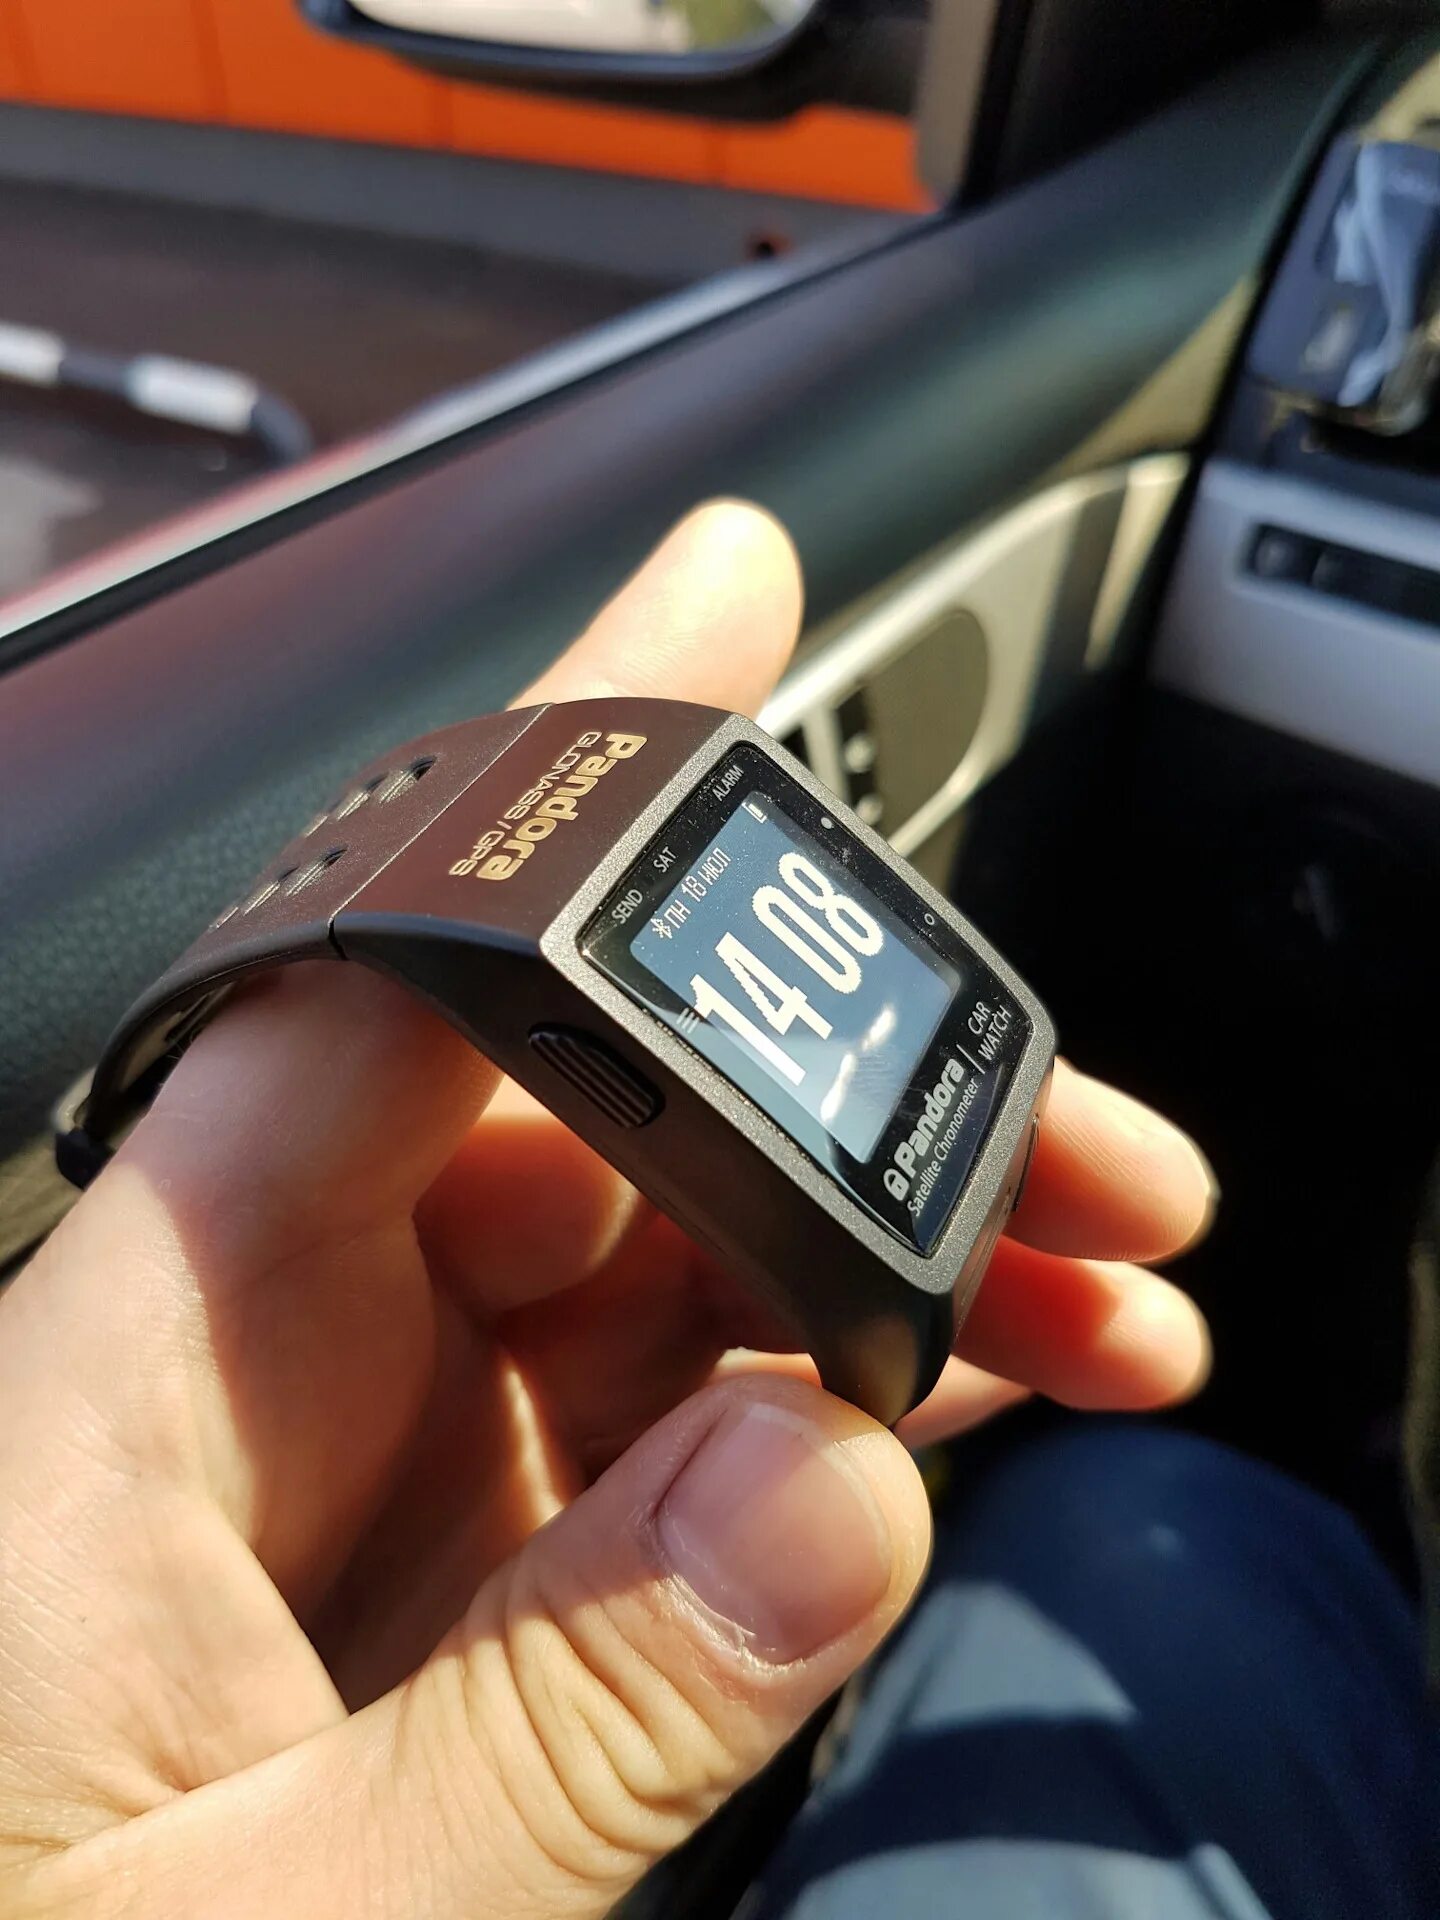 Pandora
GLONASS/GPS
SEND SAT ALARM
ПН 18 ИЮЛ
14 08
Pandora | CAR WATCH
Satellite Chronometer